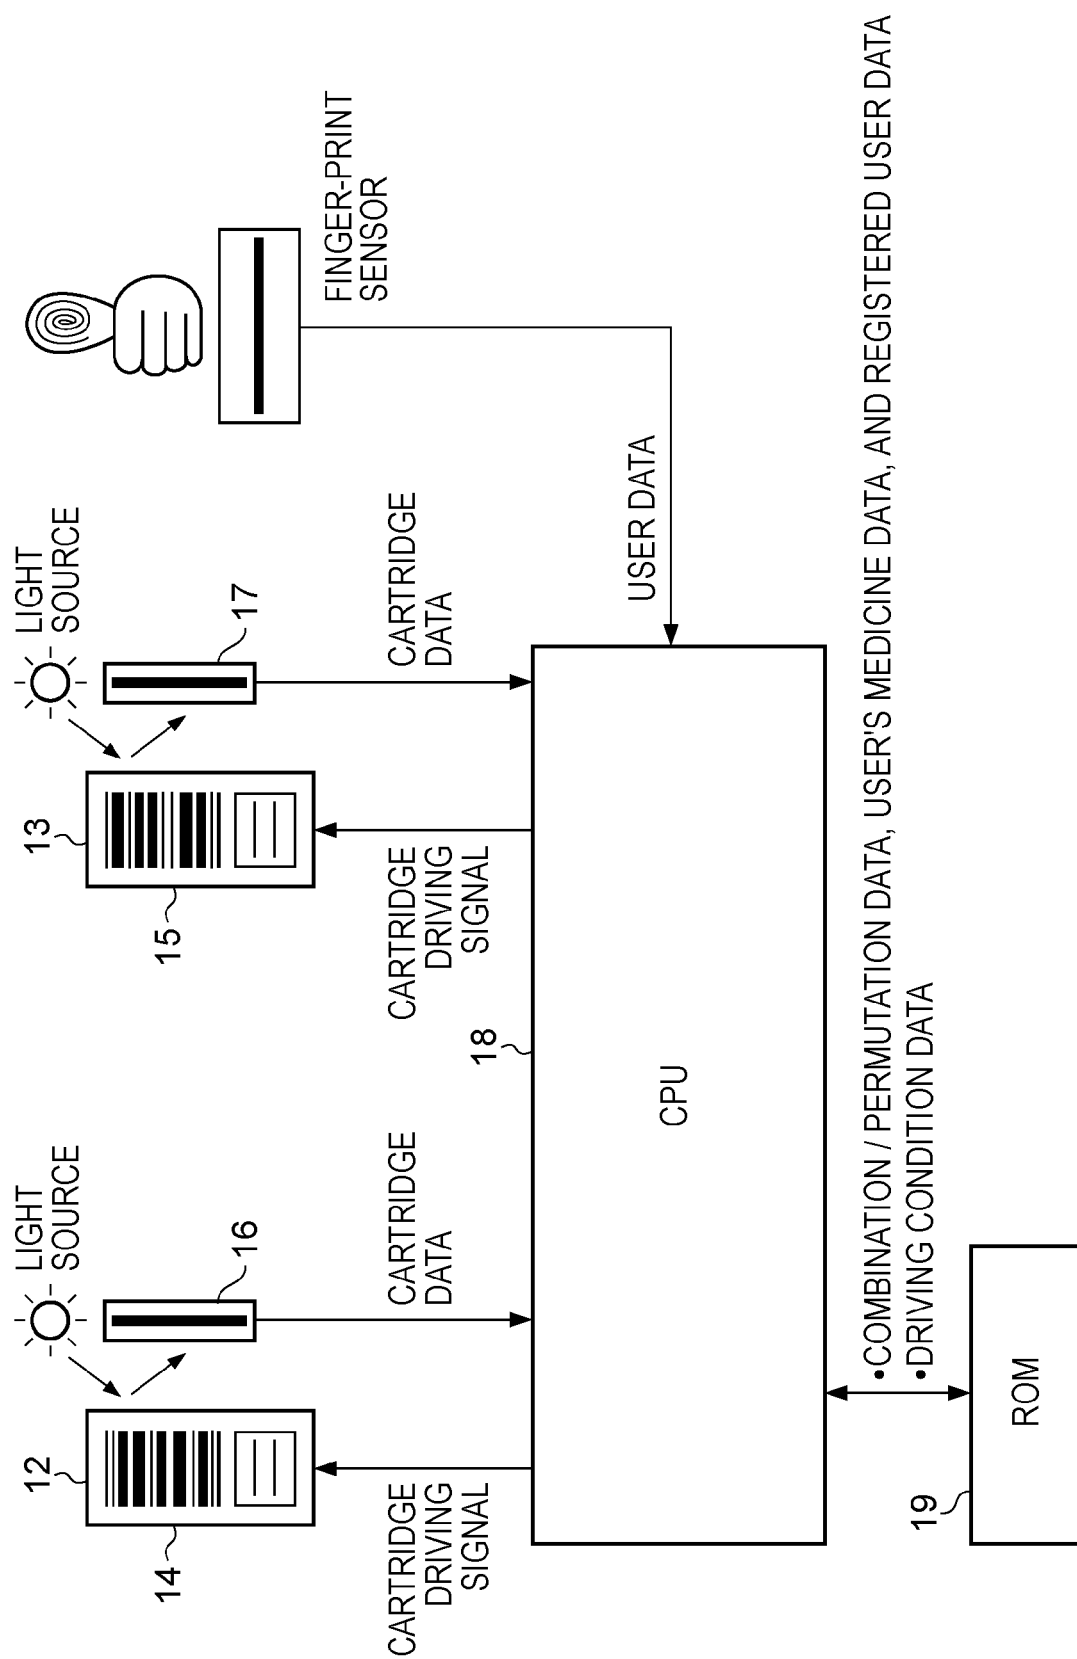 LIGHT
SOURCE
12
14
16
CARTRIDGE
DRIVING
SIGNAL
CARTRIDGE
DATA
LIGHT
SOURCE
13
15
17
CARTRIDGE
DRIVING
SIGNAL
CARTRIDGE
DATA
FINGER-PRINT
SENSOR
USER DATA
18
CPU
•COMBINATION / PERMUTATION DATA, USER'S MEDICINE DATA, AND REGISTERED USER DATA
•DRIVING CONDITION DATA
19
ROM